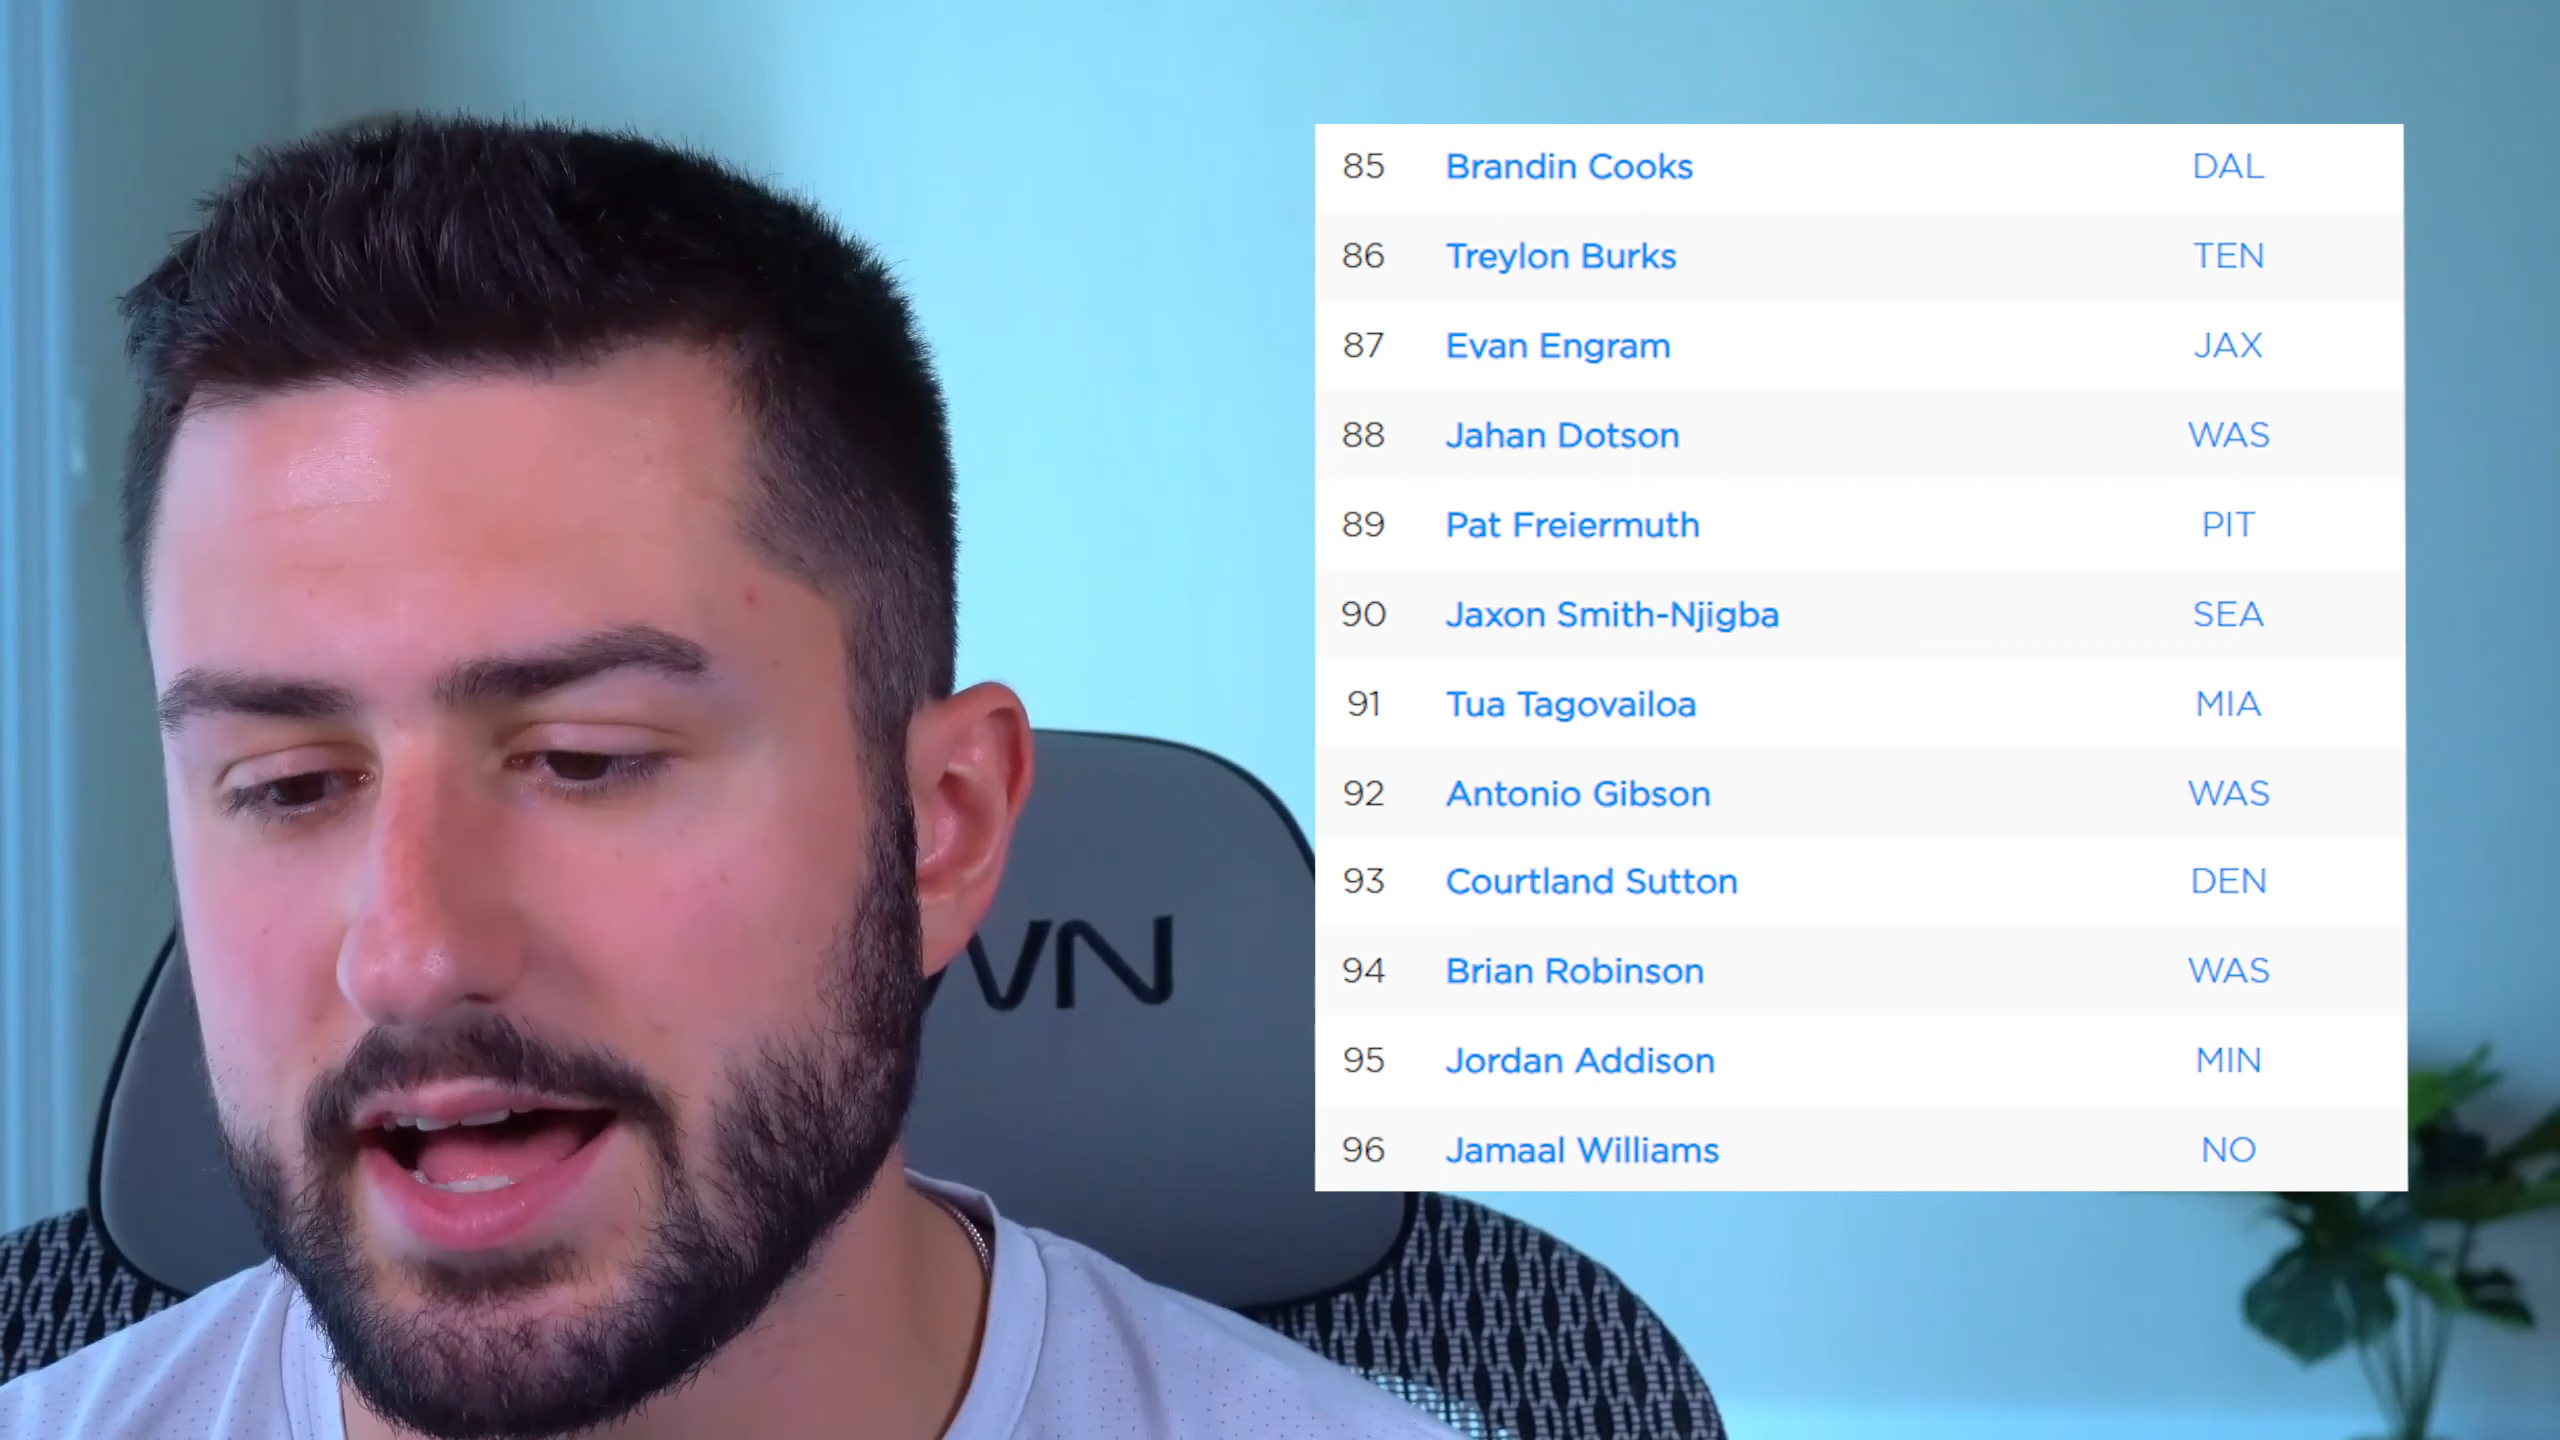 85 Brandin Cooks DAL
86 Treylon Burks TEN
87 Evan Engram JAX
88 Jahan Dotson WAS
89 Pat Freiermuth PIT
90 Jaxon Smith-Njigba SEA
91 Tua Tagovailoa MIA
92 Antonio Gibson WAS
93 Courtland Sutton DEN
94 Brian Robinson WAS
95 Jordan Addison MIN
96 Jamaal Williams NO